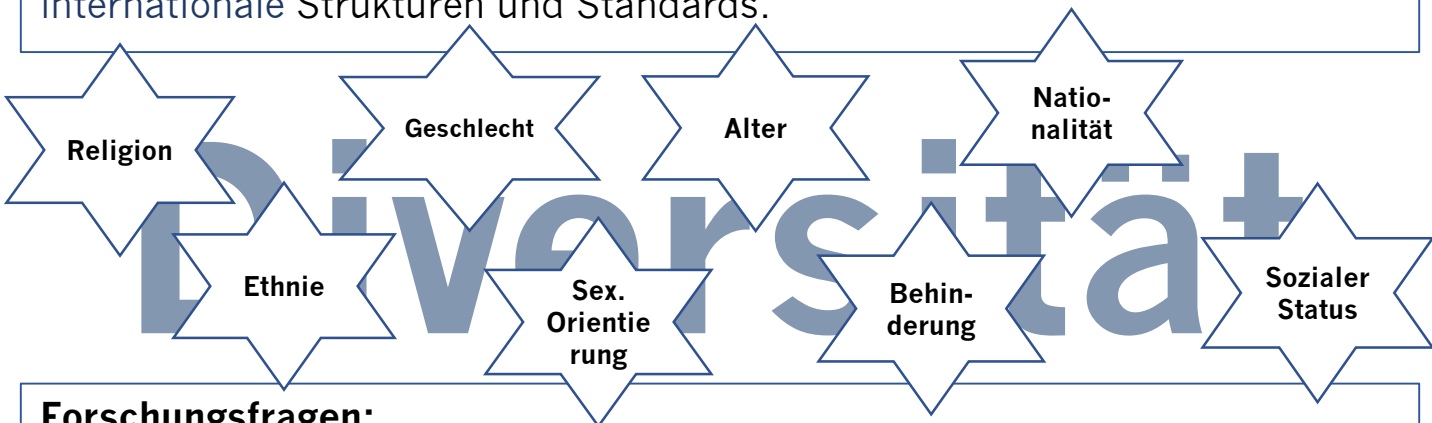 internationale Strukturen und Standards.
Diversität
Religion
Geschlecht
Alter
Natio-
nalität
Ethnie
Sex.
Orientie
rung
Behin-
derung
Sozialer
Status
Forschungsfragen: